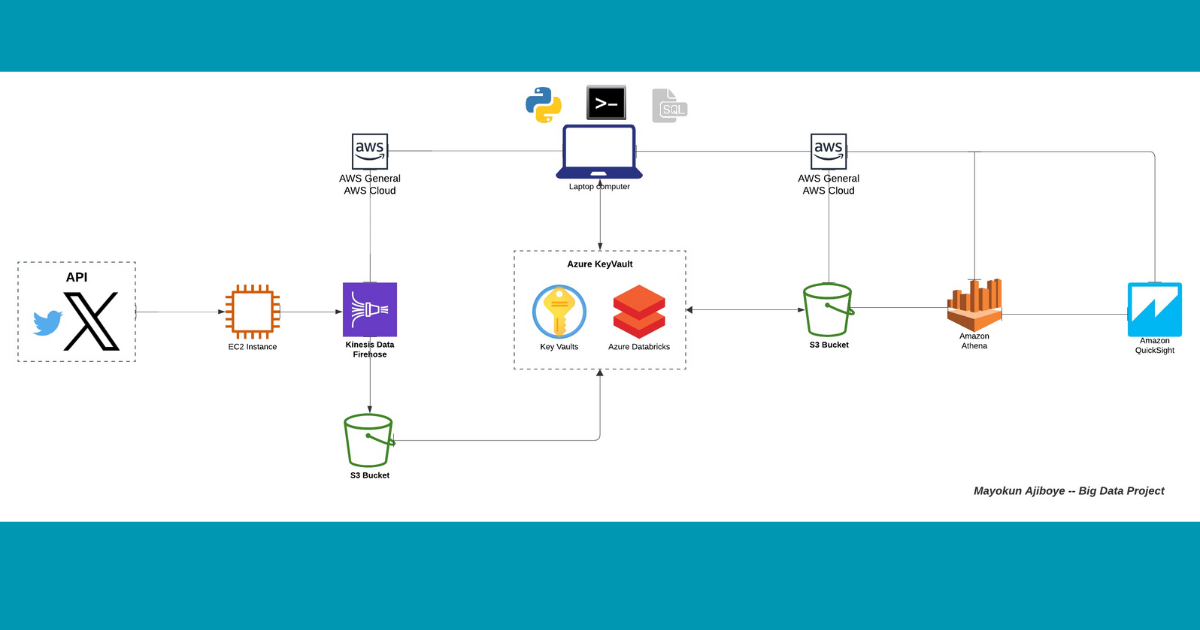 >-
SQL
aws
AWS General
AWS Cloud
Laptop computer
aws
AWS General
AWS Cloud
API
EC2 Instance
Kinesis Data
Firehose
Azure KeyVault
Key Vaults
Azure Databricks
S3 Bucket
Amazon
Athena
Amazon
QuickSight
S3 Bucket
Mayokun Ajiboye -- Big Data Project